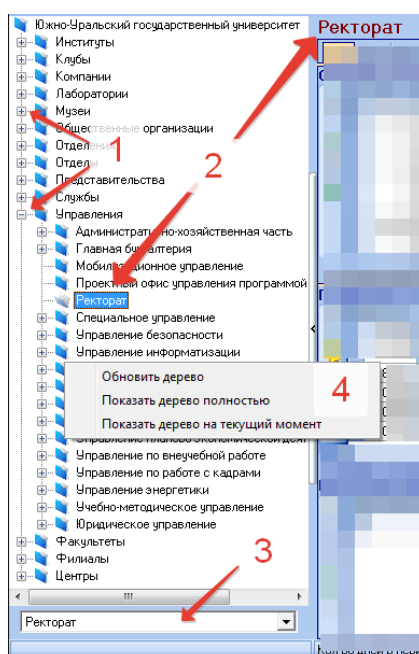 Южно-Уральский государственный университет
Ректорат
Институты
Клубы
Компании
Лаборатории
Музеи
Общественные организации
Отделения
1
Отделы
2
Представительства
Службы
Управления
Административно-хозяйственная часть
Главная бухгалтерия
Мобилизационное управление
Проектный офис управления программой
Ректорат
Специальное управление
Управление безопасности
Управление информатизации
Обновить дерево
Показать дерево полностью
4
Показать дерево на текущий момент
Управление по внеучебной работе
Управление по работе с кадрами
Управление энергетики
Учебно-методическое управление
Юридическое управление
Факультеты
Филиалы
3
Центры
Ректорат